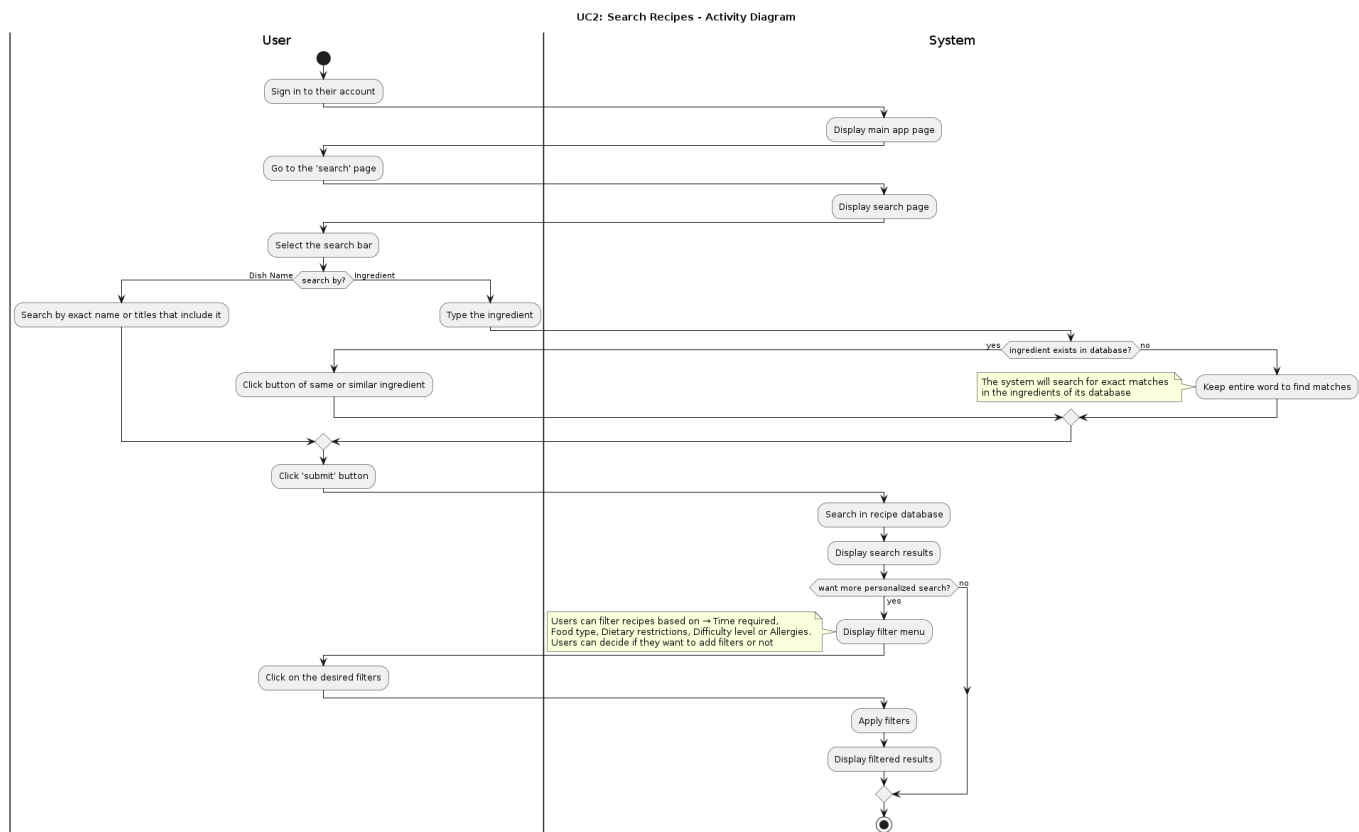 UC2: Search Recipes - Activity Diagram
User
System
Sign in to their account
Display main app page
Go to the 'search' page
Display search page
Select the search bar
Dish Name
search by?
Ingredient
Search by exact name or titles that include it
Type the ingredient
yes
ingredient exists in database?
no
Click button of same or similar ingredient
The system will search for exact matches
in the ingredients of its database
Keep entire word to find matches
Click 'submit' button
Search in recipe database
Display search results
want more personalized search?
no
yes
Users can filter recipes based on → Time required,
Food type, Dietary restrictions, Difficulty level or Allergies.
Users can decide if they want to add filters or not
Display filter menu
Click on the desired filters
Apply filters
Display filtered results